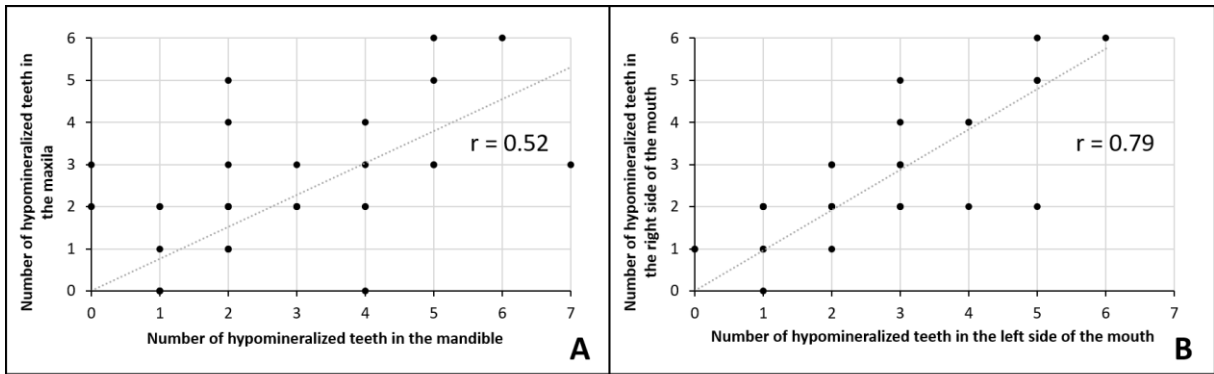 Number of hypomineralized teeth in
the maxila
6
5
4
3
2
1
0
0 1 2 3 4 5 6 7
r = 0.52
Number of hypomineralized teeth in the mandible
A
Number of hypomineralized teeth in
the right side of the mouth
6
5
4
3
2
1
0
0 1 2 3 4 5 6 7
r = 0.79
Number of hypomineralized teeth in the left side of the mouth
B